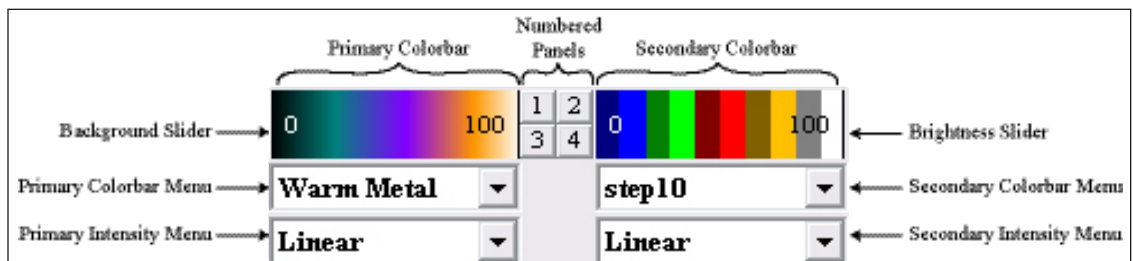 Numbered
Primary Colorbar Panels Secondary Colorbar
Background Slider 0 100 1 2 0 100 Brightness Slider
3 4
Primary Colorbar Menu Warm Metal step10 Secondary Colorbar Menu
Primary Intensity Menu Linear Linear Secondary Intensity Menu